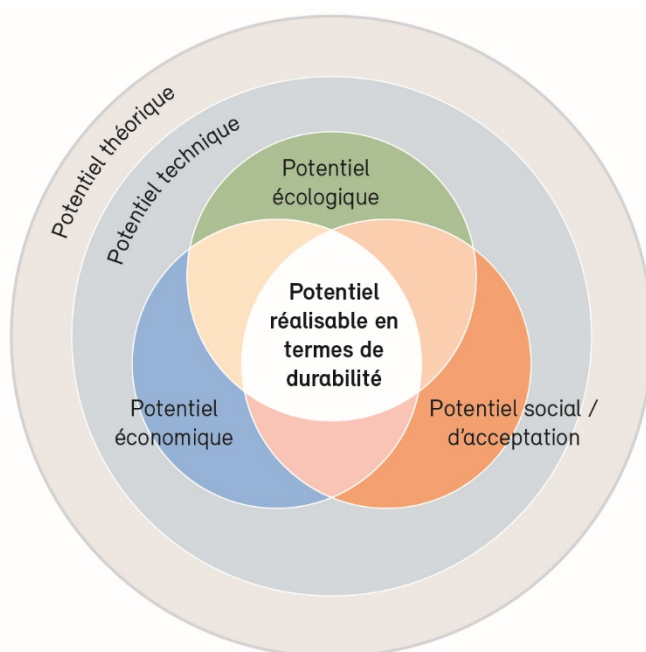 Potentiel théorique
Potentiel technique
Potentiel
écologique
Potentiel
réalisable en
termes de
durabilité
Potentiel
économique
Potentiel social /
d'acceptation